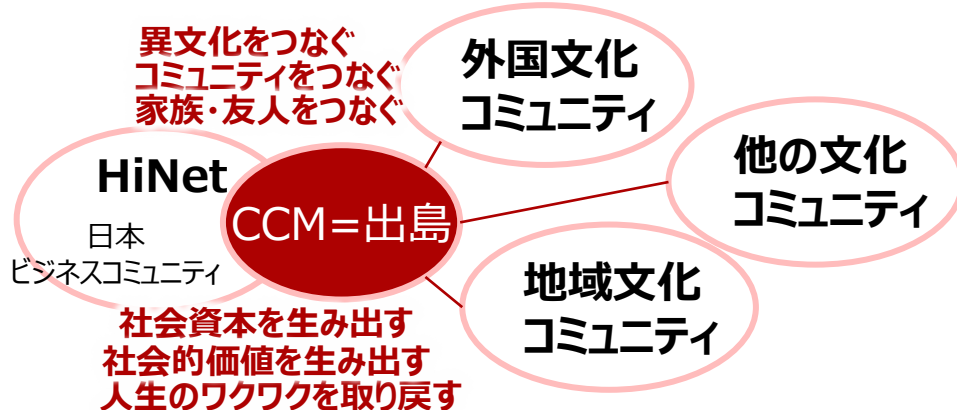 異文化をつなぐ
コミュニティをつなぐ
家族・友人をつなぐ
外国文化
コミュニティ
HiNet
日本
ビジネスコミュニティ
CCM=出島
他の文化
コミュニティ
地域文化
コミュニティ
社会資本を生み出す
社会的価値を生み出す
人生のワクワクを取り戻す